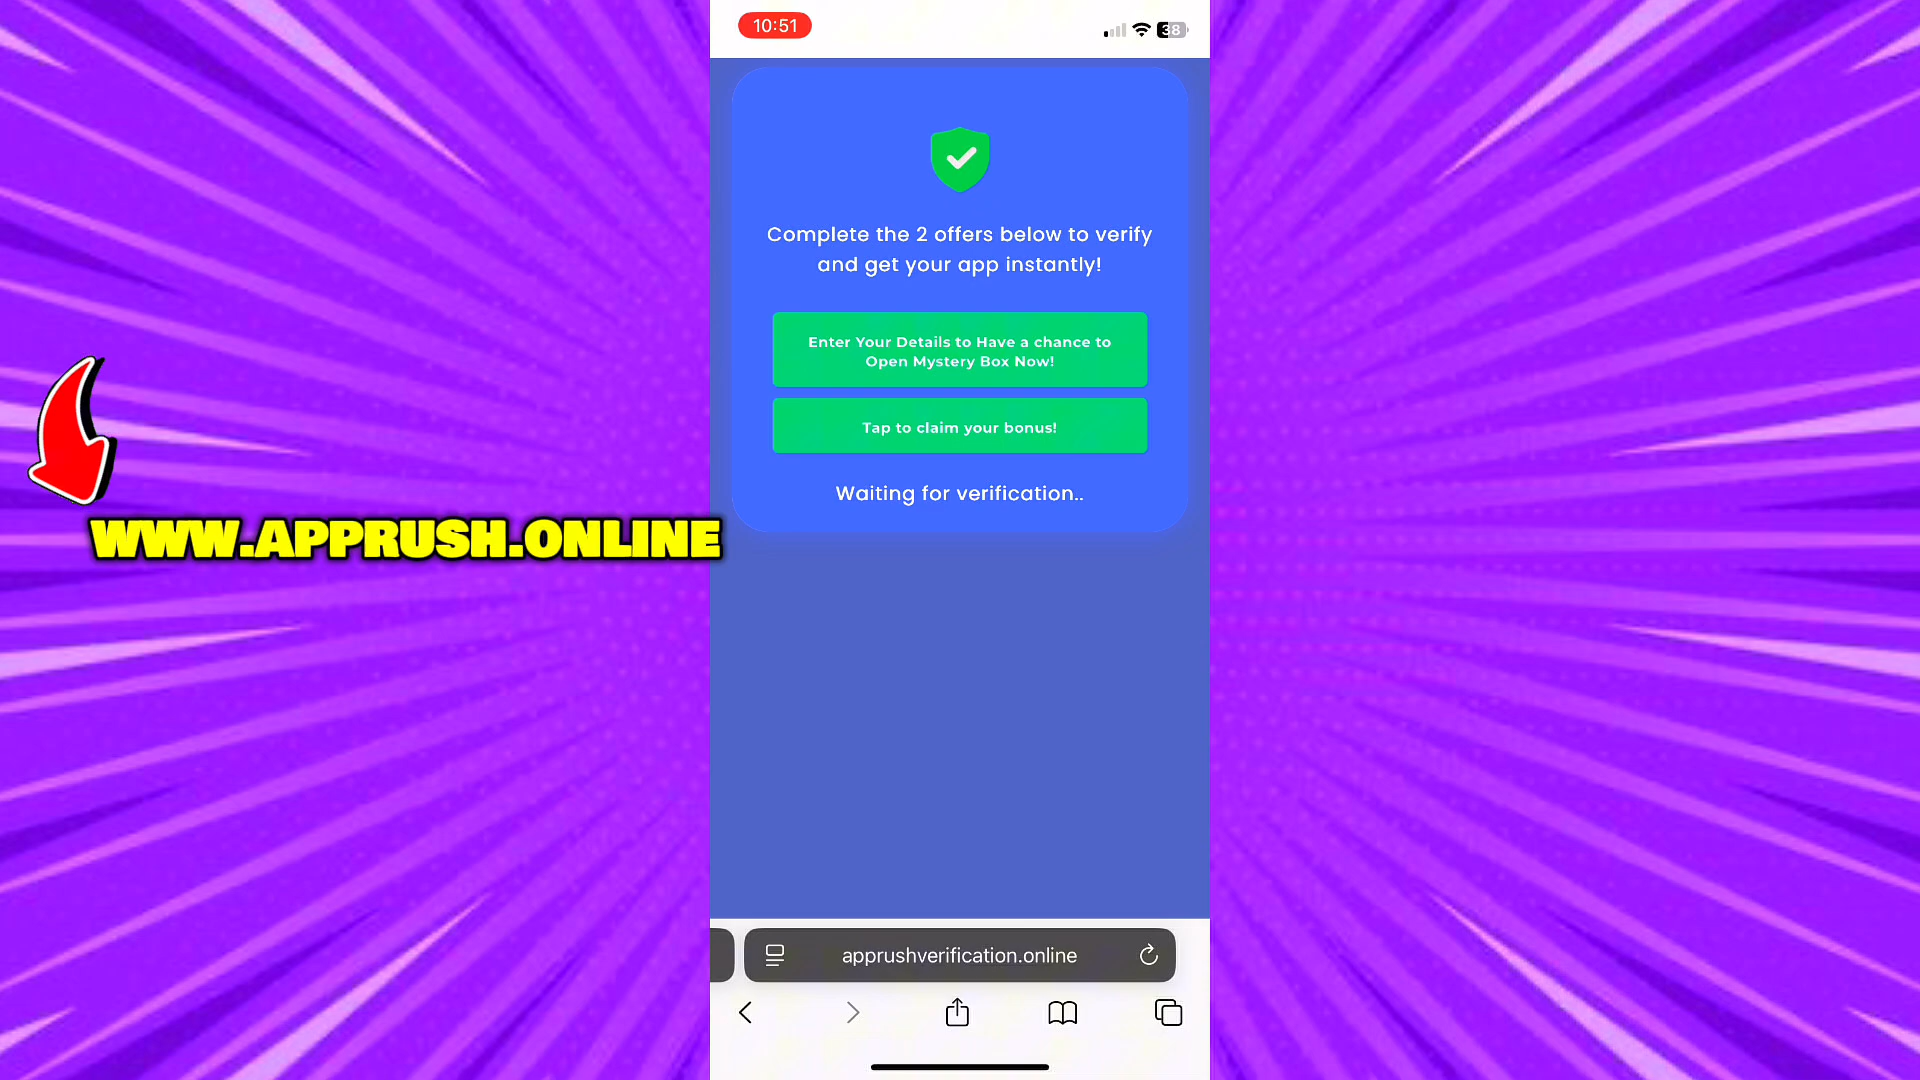 10:51
38
Complete the 2 offers below to verify
and get your app instantly!
Enter Your Details to Have a chance to
Open Mystery Box Now!
Tap to claim your bonus!
Waiting for verification..
WWW.APPRUSH.ONLINE
apprushverification.online